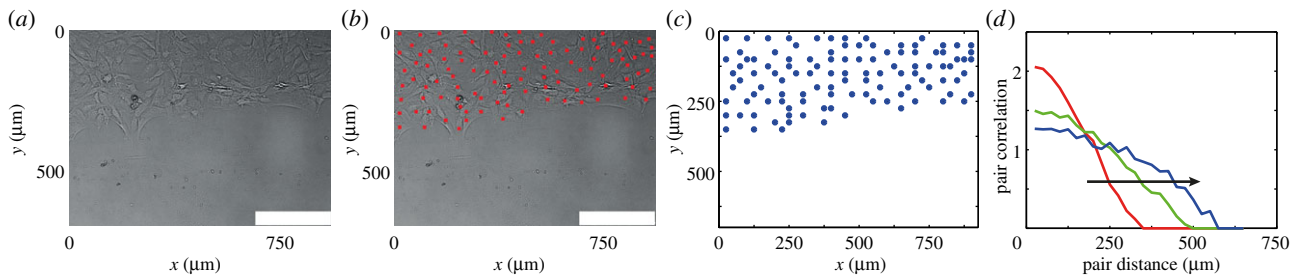 (a) (b) (c) (d)
0
500
y (μm)
0 750
x (μm)
0
500
y (μm)
0 750
x (μm)
0
250
500
y (μm)
0 250 500 750
x (μm)
2
1
0
pair correlation
250 500 750
pair distance (μm)